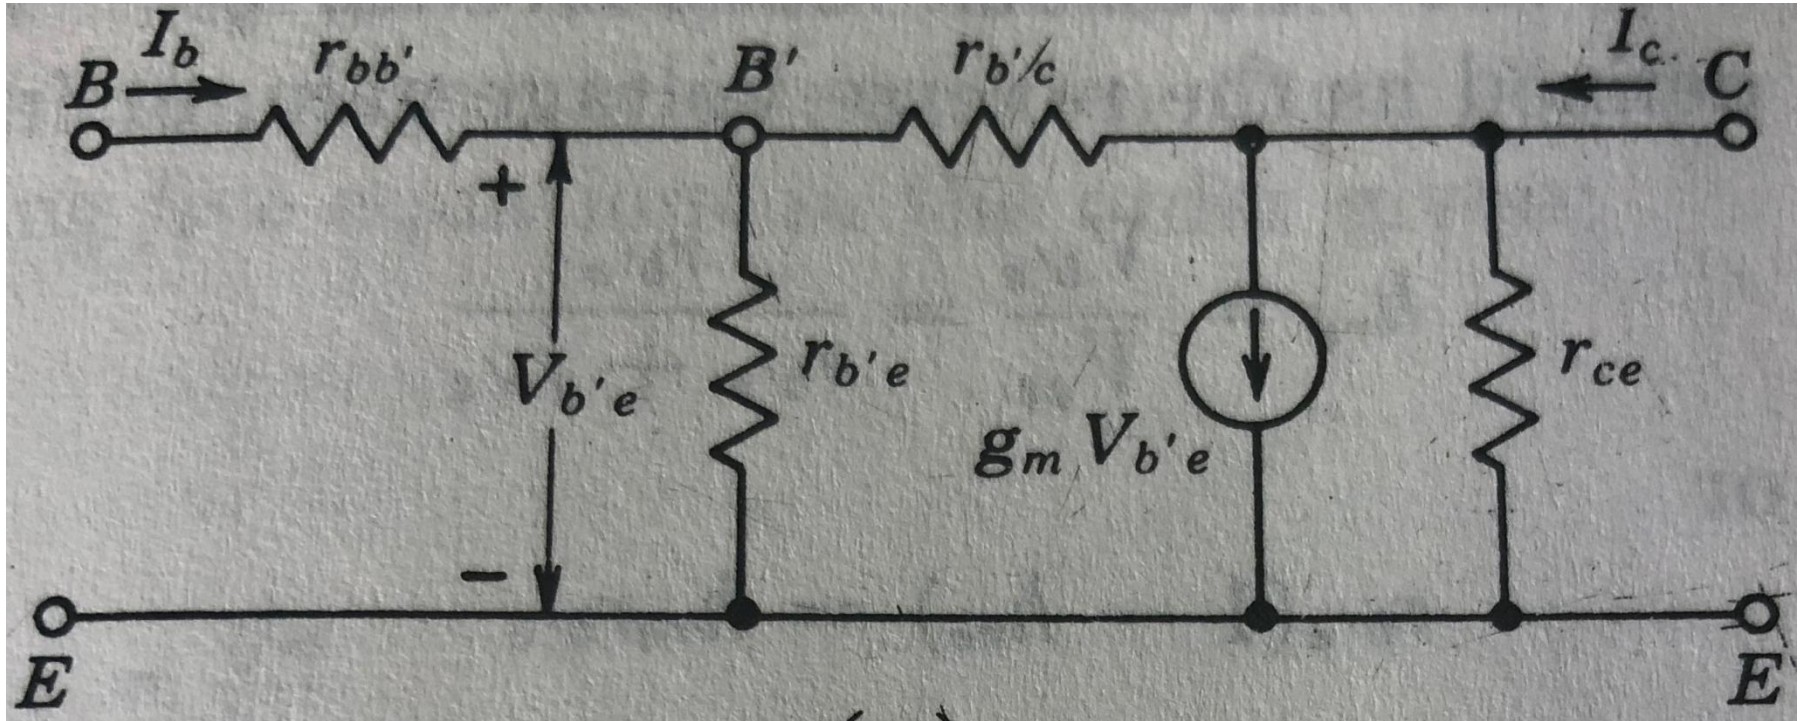 I_b r_bb' B' r_b'c I_c
B C
+
V_b'e r_b'e g_m V_b'e r_ce
−
E E